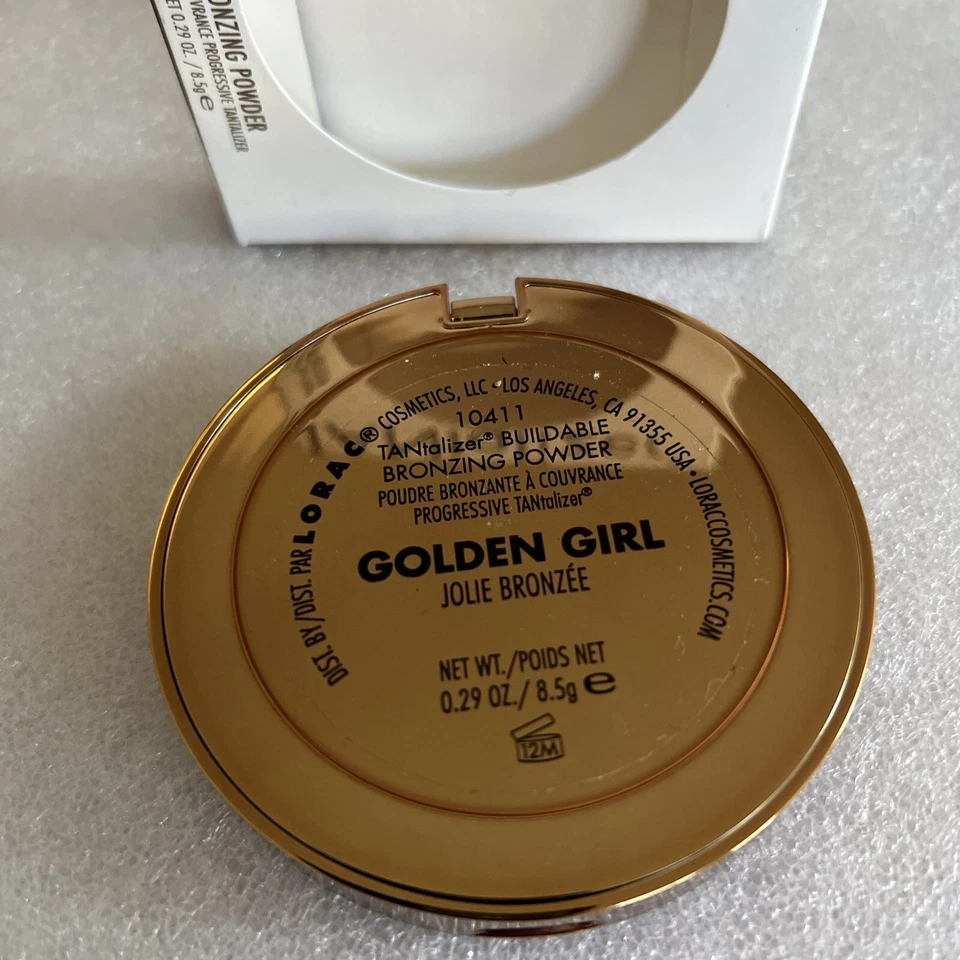 ONZING POWDER
VRANCE PROGRESSIVE TANTALIZER
ET 0.29 OZ. / 8.5g e
DIST. BY/DIST. PAR LORAC® COSMETICS, LLC • LOS ANGELES, CA 91355 USA • LORACCOSMETICS.COM
10411
TANtalizer® BUILDABLE
BRONZING POWDER
POUDRE BRONZANTE À COUVRANCE
PROGRESSIVE TANtalizer®
GOLDEN GIRL
JOLIE BRONZÉE
NET WT./POIDS NET
0.29 OZ./ 8.5g e
12M